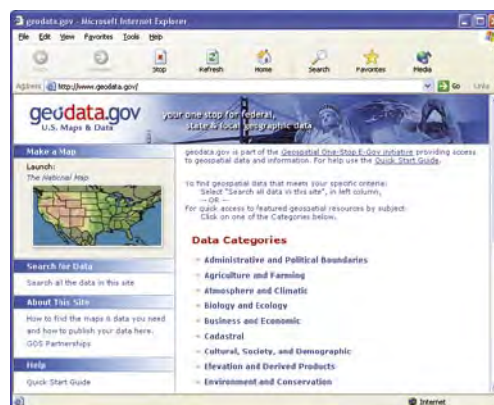 geodata.gov - Microsoft Internet Explorer
File Edit View Favorites Tools Help
Stop Refresh Home Search Favorites Media
Address http://www.geodata.gov/ Go Links
geodata.gov
U.S. Maps & Data
your one stop for federal,
state & local geographic data
Make a Map
Launch:
The National Map
Search for Data
Search all the data in this site
About This Site
How to find the maps & data you need
and how to publish your data here.
GOS Partnerships
Help
Quick Start Guide
geodata.gov is part of the Geospatial One-Stop E-Gov initiative providing access
to geospatial data and information. For help use the Quick Start Guide.
To find geospatial data that meets your specific criteria:
Select "Search all data in this site", in left column,
-- OR --
For quick access to featured geospatial resources by subject:
Click on one of the Categories below.
Data Categories
Administrative and Political Boundaries
Agriculture and Farming
Atmosphere and Climatic
Biology and Ecology
Business and Economic
Cadastral
Cultural, Society, and Demographic
Elevation and Derived Products
Environment and Conservation
Internet